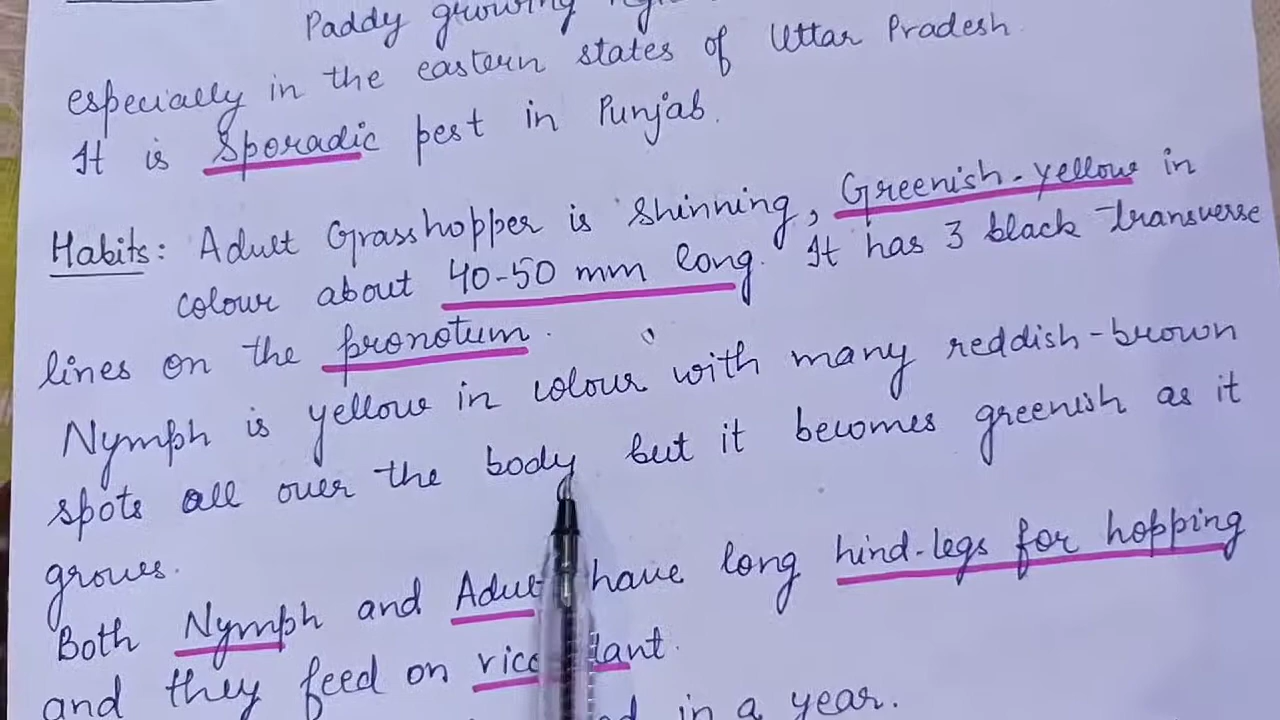 Paddy growing
especially in the eastern states of Uttar Pradesh.
It is Sporadic pest in Punjab.
Habits: Adult Grasshopper is shinning, Greenish-yellow in
colour about 40-50 mm long. It has 3 black transverse
lines on the pronotum.
Nymph is yellow in colour with many reddish-brown
spots all over the body but it becomes greenish as it
grows.
Both Nymph and Adult have long hind-legs for hopping
and they feed on rice plant.
in a year.